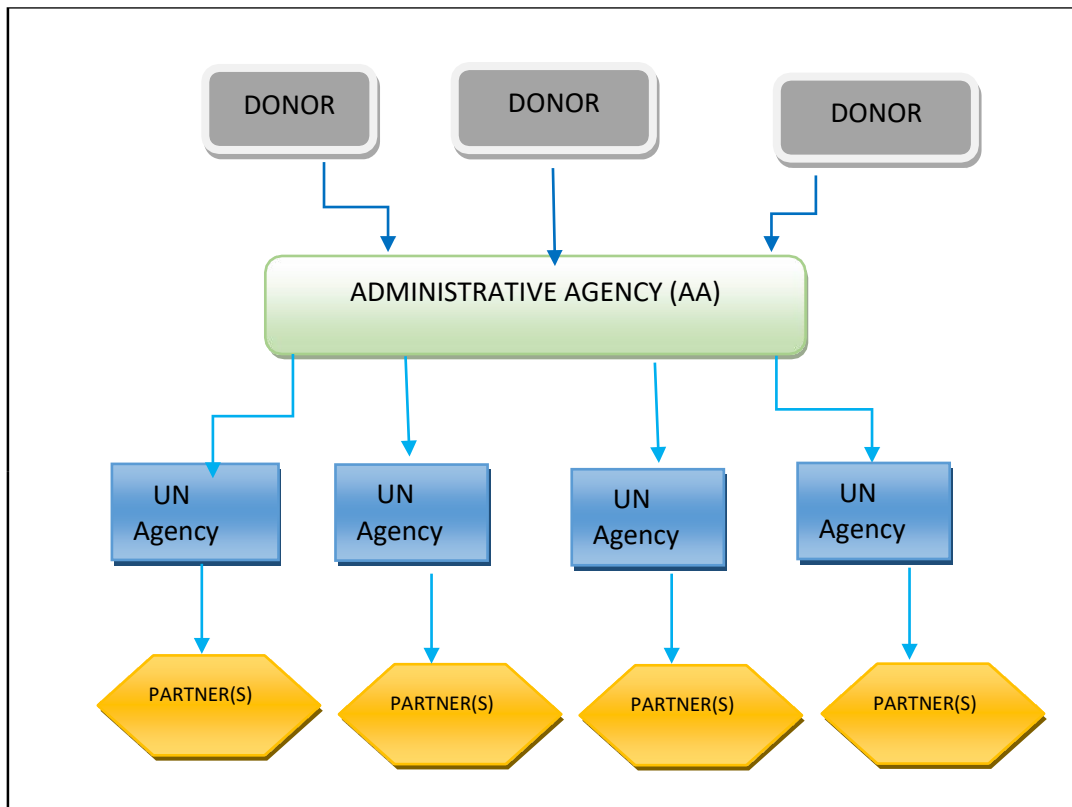 DONOR
DONOR
DONOR
ADMINISTRATIVE AGENCY (AA)
UN
Agency
UN
Agency
UN
Agency
UN
Agency
PARTNER(S)
PARTNER(S)
PARTNER(S)
PARTNER(S)